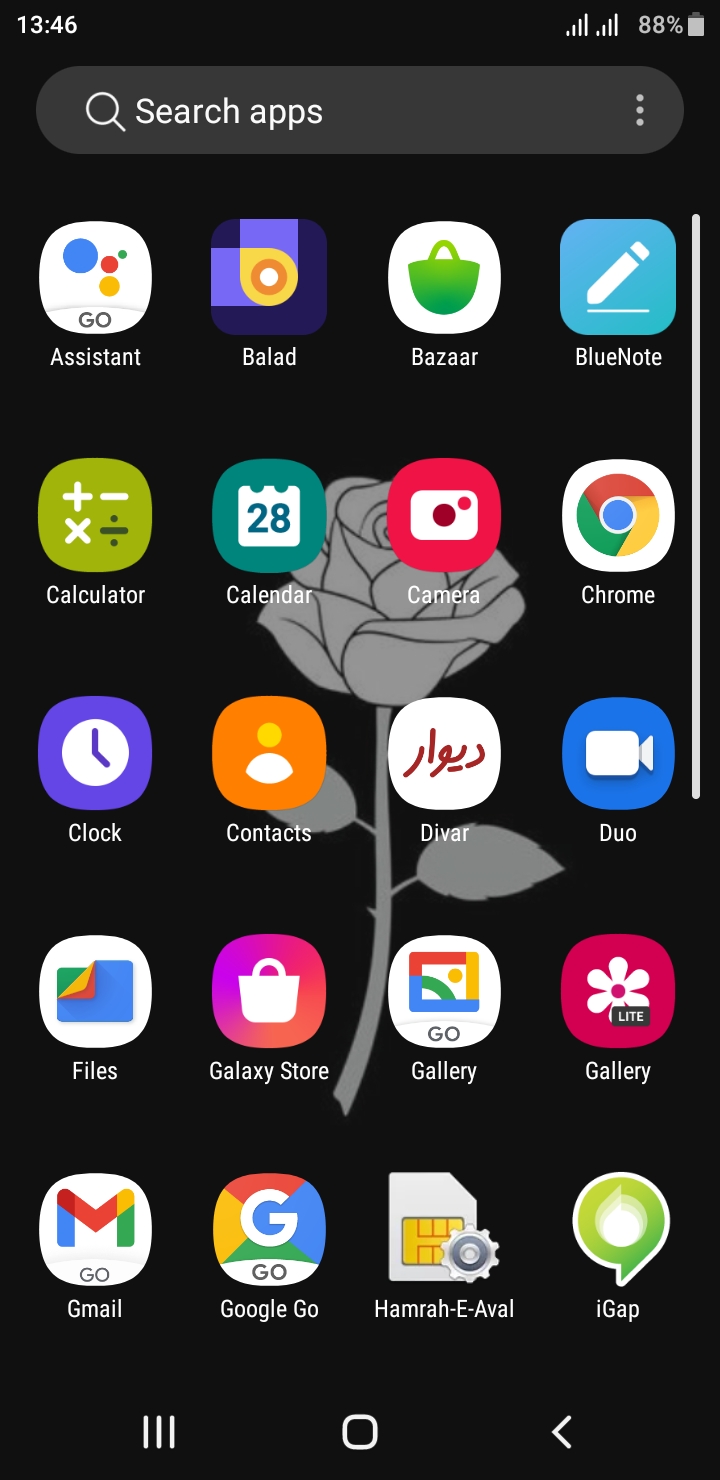 13:46
88%
Search apps
GO
Assistant
Balad
Bazaar
BlueNote
Calculator
28
Calendar
Camera
Chrome
Clock
Contacts
دیوار
Divar
Duo
Files
Galaxy Store
GO
Gallery
LITE
Gallery
GO
Gmail
G
GO
Google Go
Hamrah-E-Aval
iGap